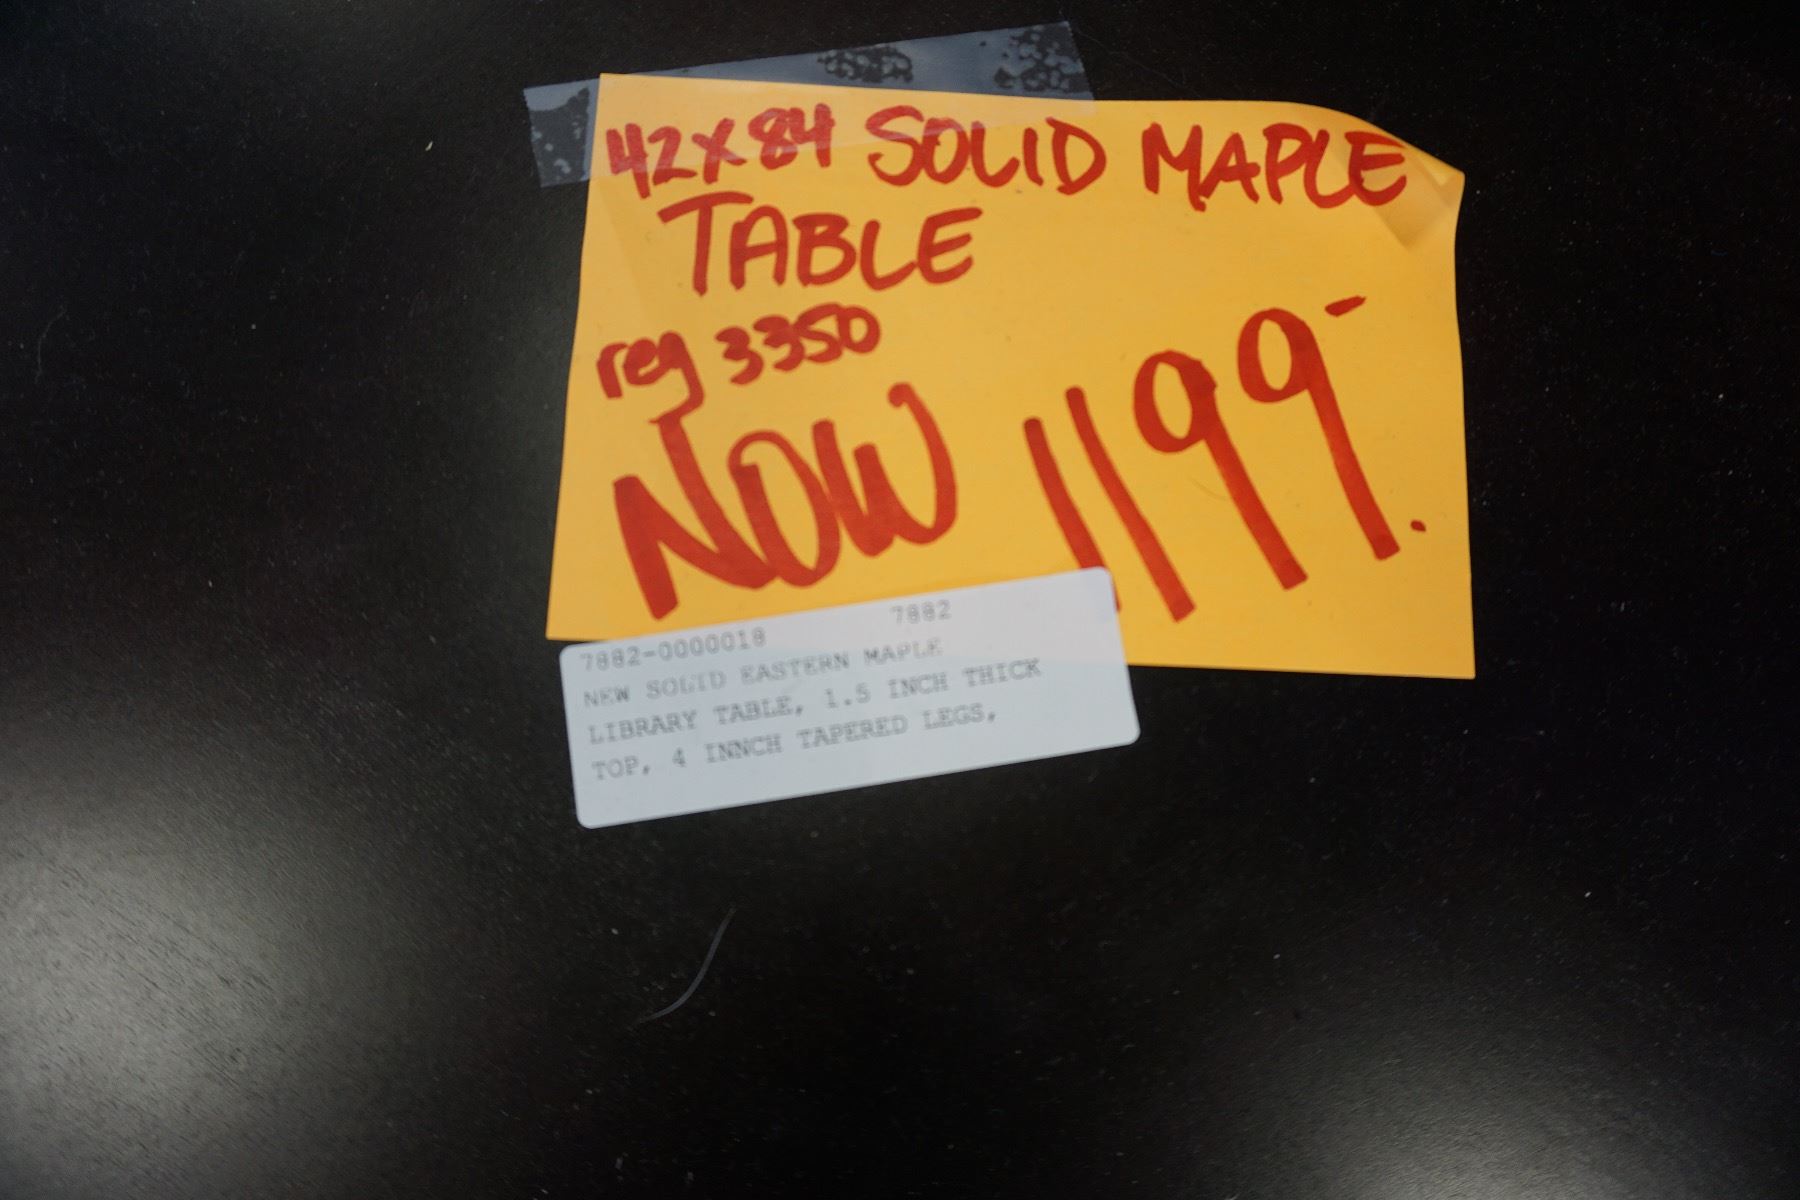 42x84 SOLID MAPLE
TABLE
reg 3350
NOW 1199.-
7882-0000018 7882
NEW SOLID EASTERN MAPLE
LIBRARY TABLE, 1.5 INCH THICK
TOP, 4 INNCH TAPERED LEGS,